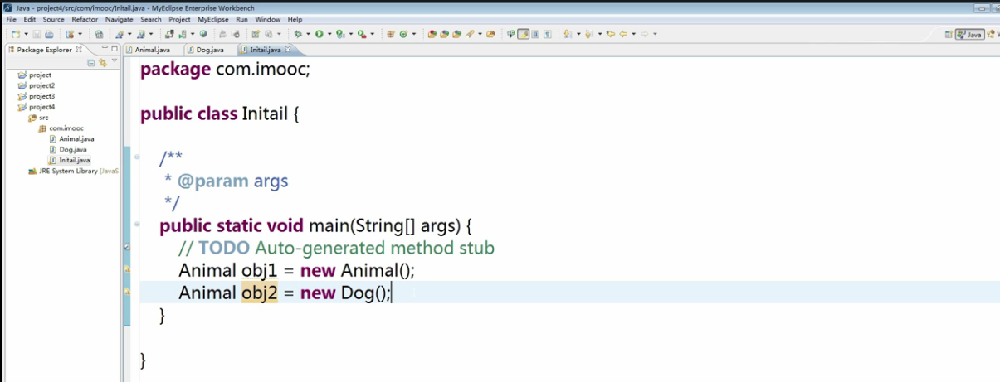 Java - project4/src/com/imooc/Initail.java - MyEclipse Enterprise Workbench
File Edit Source Refactor Navigate Search Project MyEclipse Run Window Help
Java
Package Explorer
Animal.java Dog.java Initail.java
project
project2
project3
project4
src
com.imooc
Animal.java
Dog.java
Initail.java
JRE System Library [JavaS
package com.imooc;
public class Initail {
/**
* @param args
*/
public static void main(String[] args) {
// TODO Auto-generated method stub
Animal obj1 = new Animal();
Animal obj2 = new Dog();
}
}